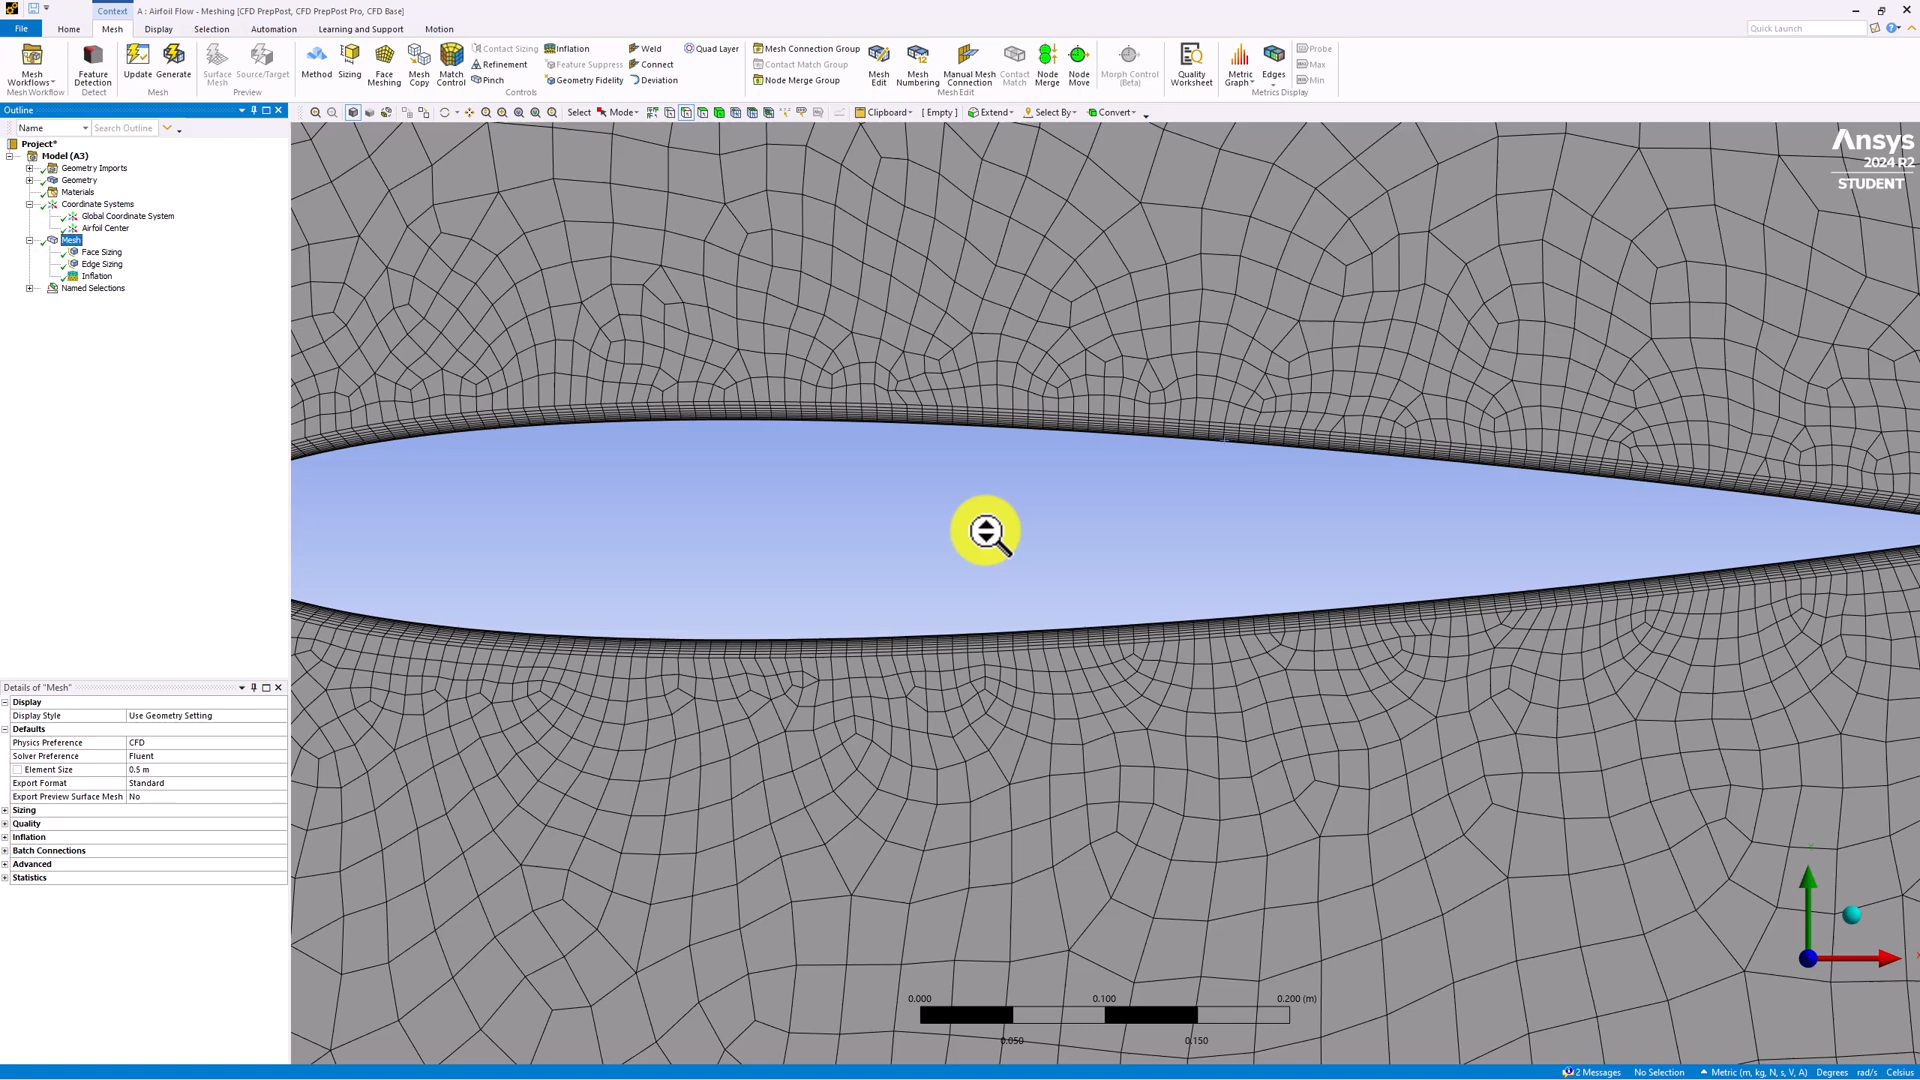 Context A : Airfoil Flow - Meshing [CFD PrepPost, CFD PrepPost Pro, CFD Base]
File Home Mesh Display Selection Automation Learning and Support Motion Quick Launch
Mesh Workflows
Mesh Workflow
Feature Detection
Detect
Update Generate
Mesh
Surface Mesh Source/Target
Preview
Method Sizing Face Meshing Mesh Copy Match Control
Contact Sizing Inflation Weld Quad Layer
Refinement Feature Suppress Connect
Pinch Geometry Fidelity Deviation
Controls
Mesh Connection Group
Contact Match Group
Node Merge Group
Mesh Edit Mesh Numbering Manual Mesh Connection Contact Match Node Merge Node Move Morph Control (Beta)
Mesh Edit
Quality Worksheet Metric Graph Edges
Probe
Max
Min
Metrics Display
Outline
Name Search Outline
Select Mode Clipboard [ Empty ] Extend Select By Convert
Project*
Model (A3)
Geometry Imports
Geometry
Materials
Coordinate Systems
Global Coordinate System
Airfoil Center
Mesh
Face Sizing
Edge Sizing
Inflation
Named Selections
Ansys
2024 R2
STUDENT
Details of "Mesh"
Display
Display Style Use Geometry Setting
Defaults
Physics Preference CFD
Solver Preference Fluent
Element Size 0.5 m
Export Format Standard
Export Preview Surface Mesh No
Sizing
Quality
Inflation
Batch Connections
Advanced
Statistics
0.000 0.100 0.200 (m)
0.050 0.150
Y
X
2 Messages No Selection Metric (m, kg, N, s, V, A) Degrees rad/s Celsius